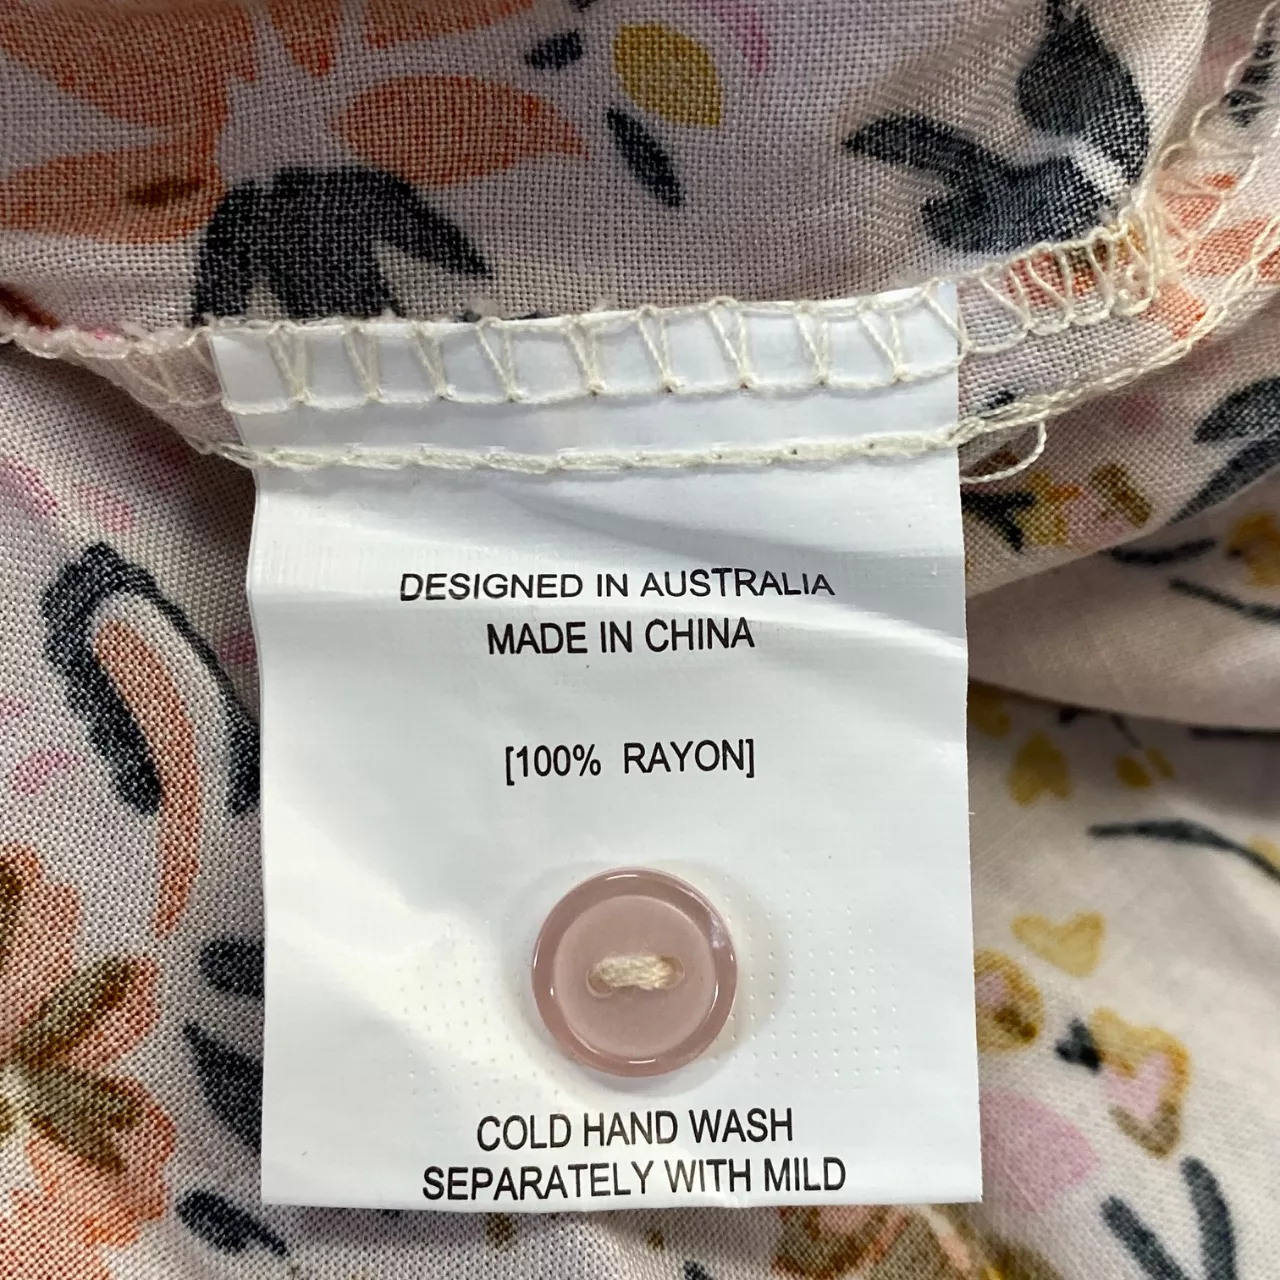 DESIGNED IN AUSTRALIA
MADE IN CHINA
[100% RAYON]
COLD HAND WASH
SEPARATELY WITH MILD